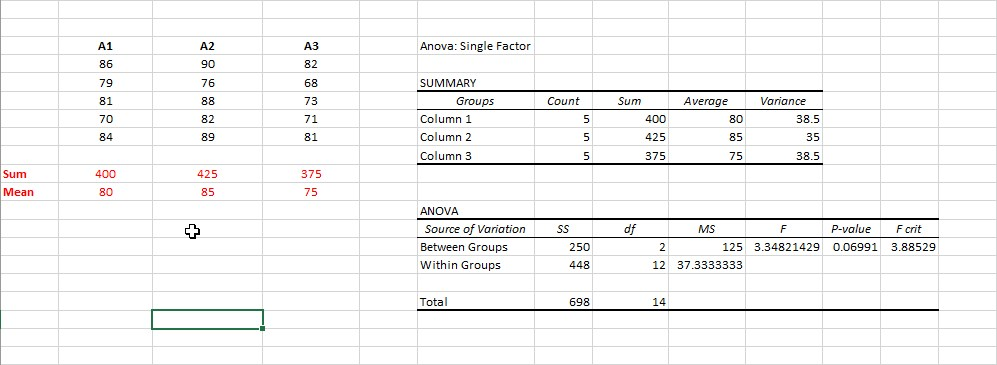 A1 A2 A3 Anova: Single Factor
86 90 82
79 76 68 SUMMARY
81 88 73 Groups Count Sum Average Variance
70 82 71 Column 1 5 400 80 38.5
84 89 81 Column 2 5 425 85 35
Column 3 5 375 75 38.5
Sum 400 425 375
Mean 80 85 75
ANOVA
Source of Variation SS df MS F P-value F crit
Between Groups 250 2 125 3.34821429 0.06991 3.88529
Within Groups 448 12 37.3333333
Total 698 14